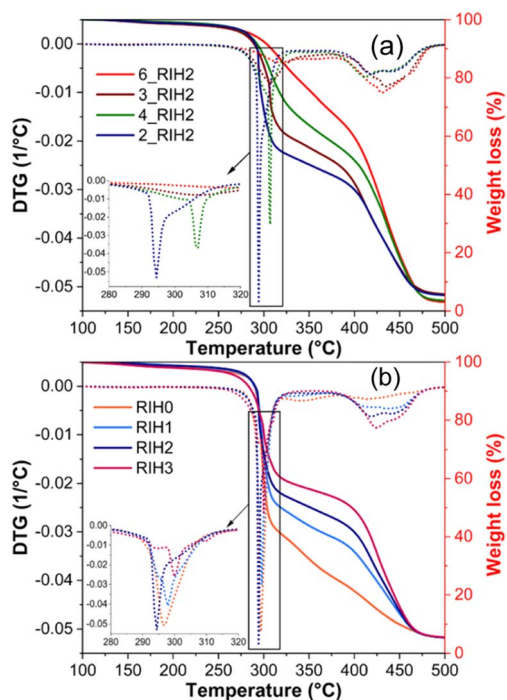 (a)
6_RIH2
3_RIH2
4_RIH2
2_RIH2
DTG (1/°C)
0.00
-0.01
-0.02
-0.03
-0.04
-0.05
Weight loss (%)
100
90
80
70
60
50
40
30
20
10
0
0.00
-0.01
-0.02
-0.03
-0.04
-0.05
280 290 300 310 320
100 150 200 250 300 350 400 450 500
Temperature (°C)
(b)
RIH0
RIH1
RIH2
RIH3
DTG (1/°C)
0.00
-0.01
-0.02
-0.03
-0.04
-0.05
Weight loss (%)
100
80
60
40
20
0
0.00
-0.01
-0.02
-0.03
-0.04
-0.05
280 290 300 310 320
100 150 200 250 300 350 400 450 500
Temperature (°C)